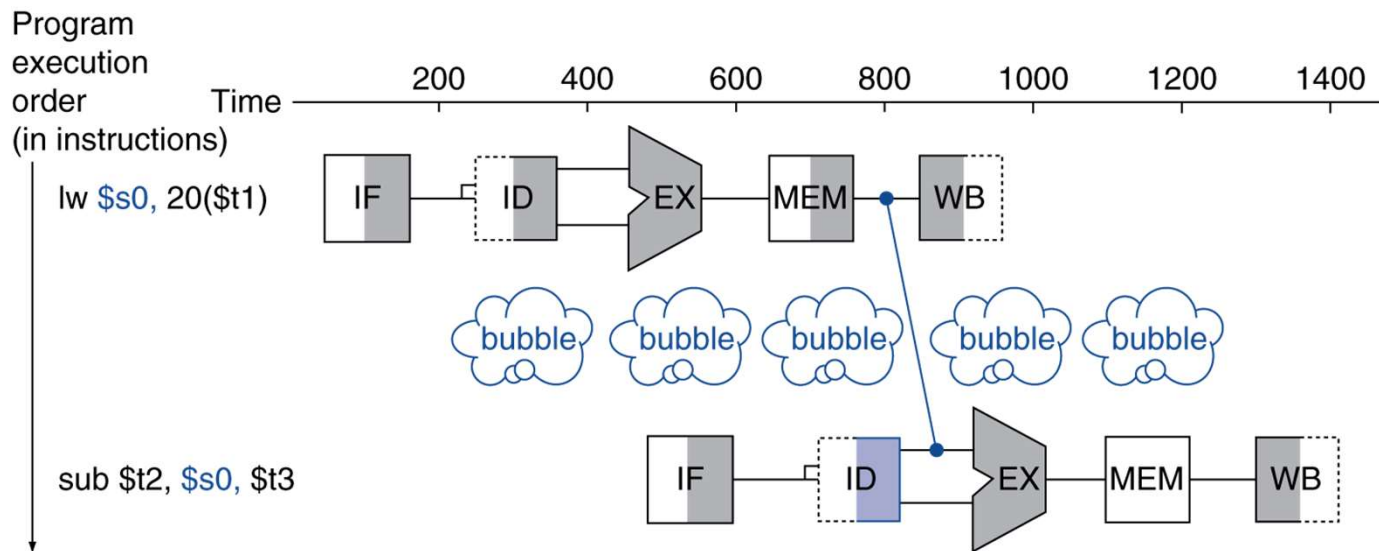 Program
execution
order
(in instructions)
Time
200 400 600 800 1000 1200 1400
lw $s0, 20($t1)
IF ID EX MEM WB
bubble bubble bubble bubble bubble
sub $t2, $s0, $t3
IF ID EX MEM WB